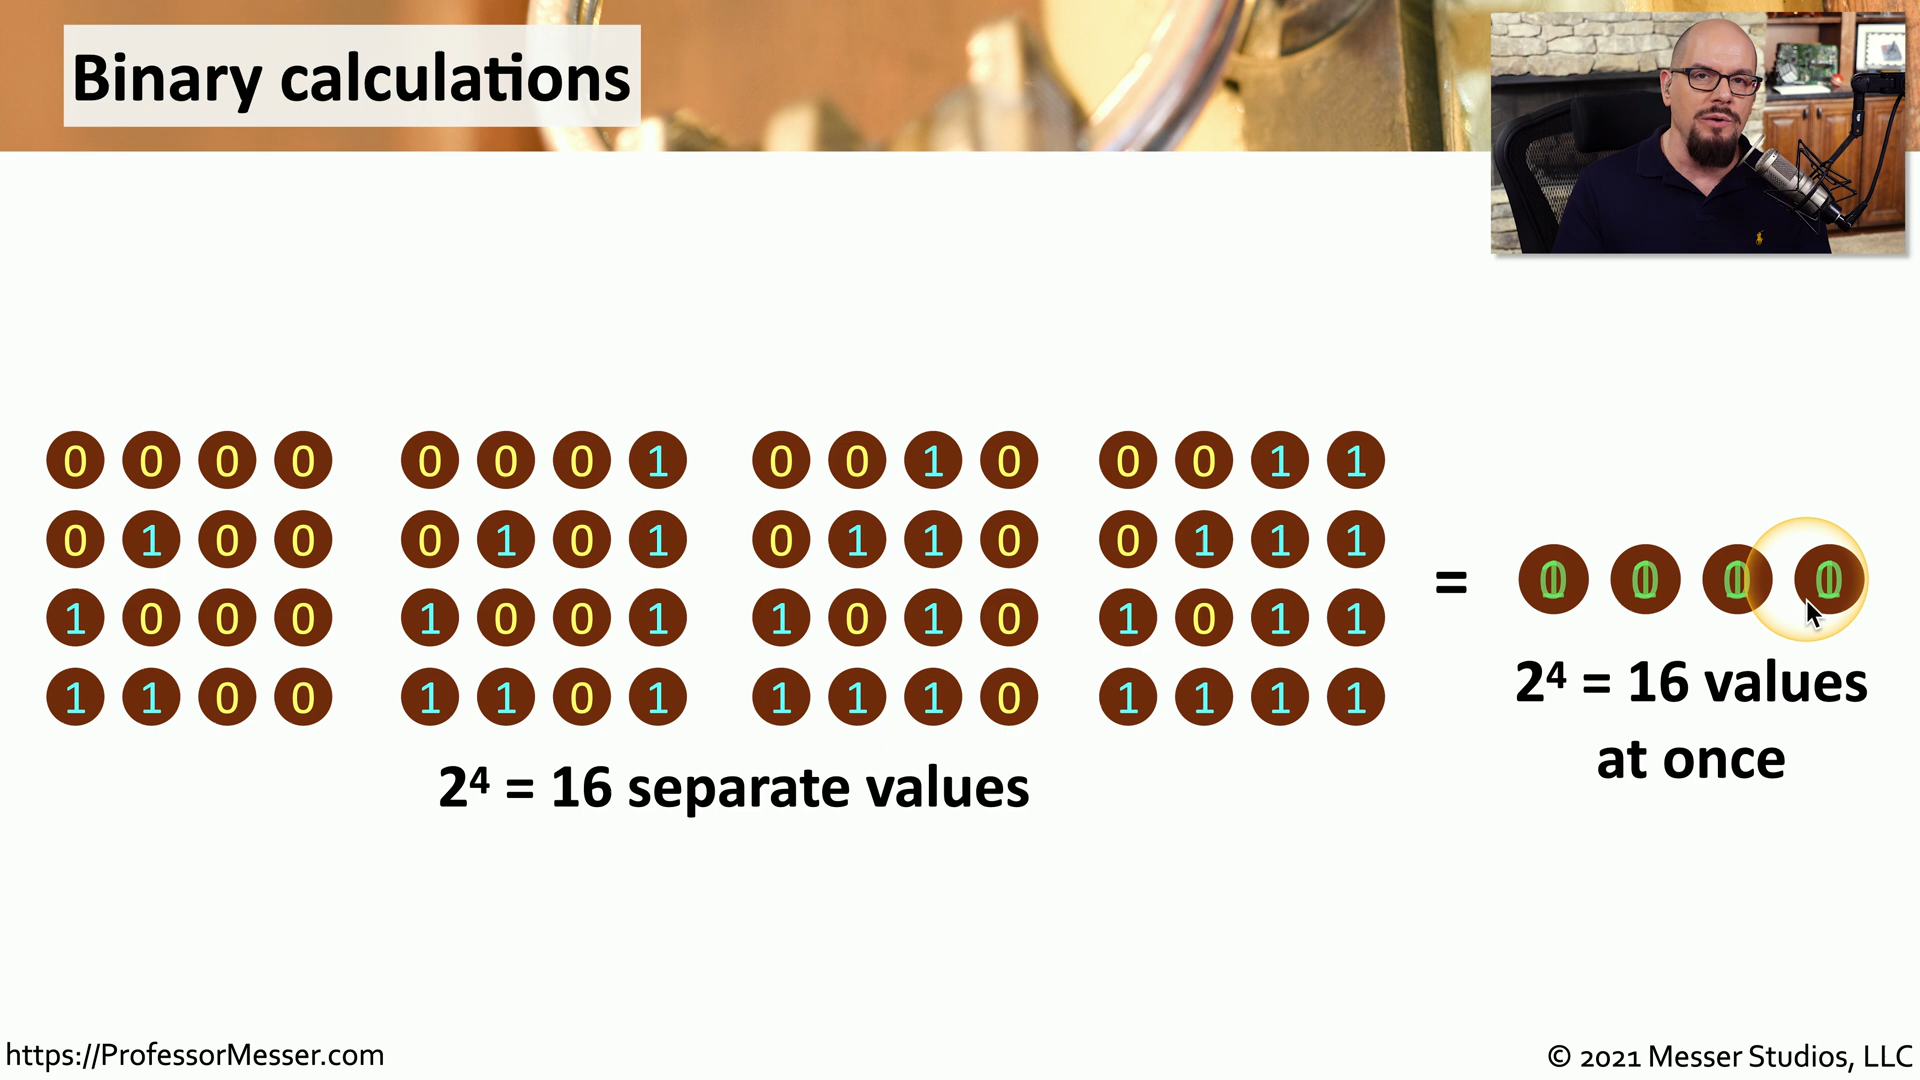 Binary calculations
0 0 0 0 0 0 0 1 0 0 1 0 0 0 1 1
0 1 0 0 0 1 0 1 0 1 1 0 0 1 1 1
1 0 0 0 1 0 0 1 1 0 1 0 1 0 1 1
1 1 0 0 1 1 0 1 1 1 1 0 1 1 1 1
=
2⁴ = 16 separate values
2⁴ = 16 values
at once
https://ProfessorMesser.com
© 2021 Messer Studios, LLC